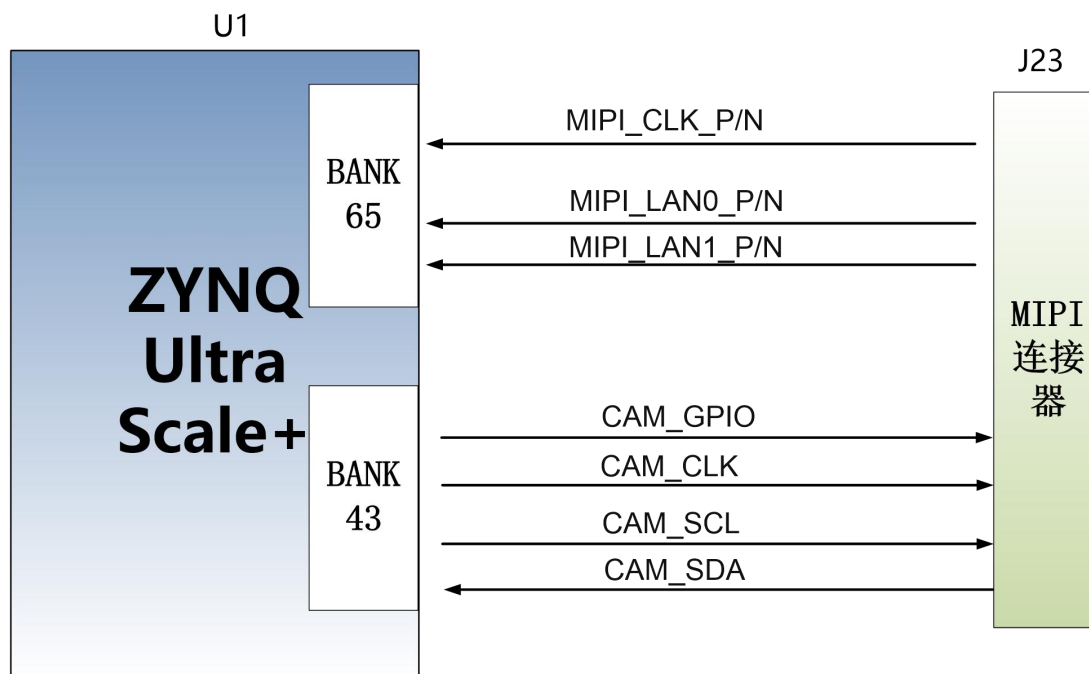 U1
J23
BANK
65
ZYNQ
Ultra
Scale+
BANK
43
MIPI_CLK_P/N
MIPI_LAN0_P/N
MIPI_LAN1_P/N
CAM_GPIO
CAM_CLK
CAM_SCL
CAM_SDA
MIPI
连接
器